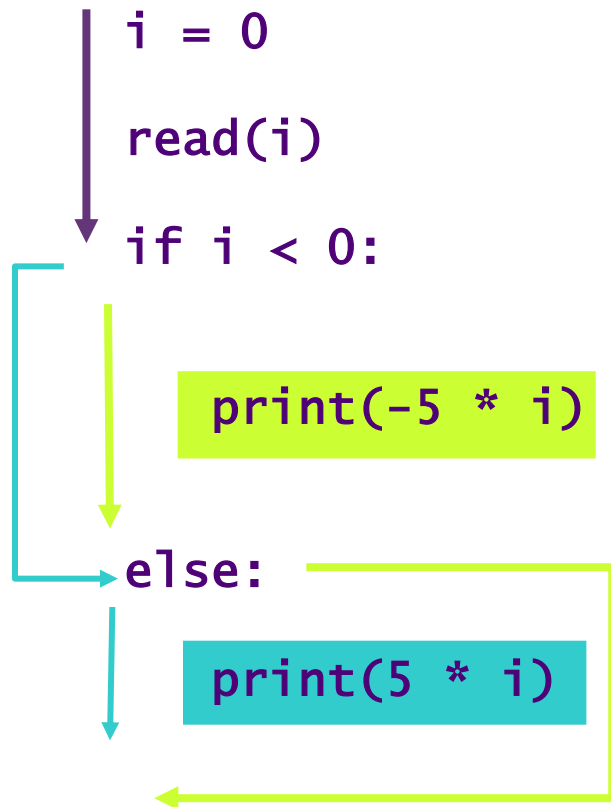 i = 0
read(i)
if i < 0:
print(-5 * i)
else:
print(5 * i)